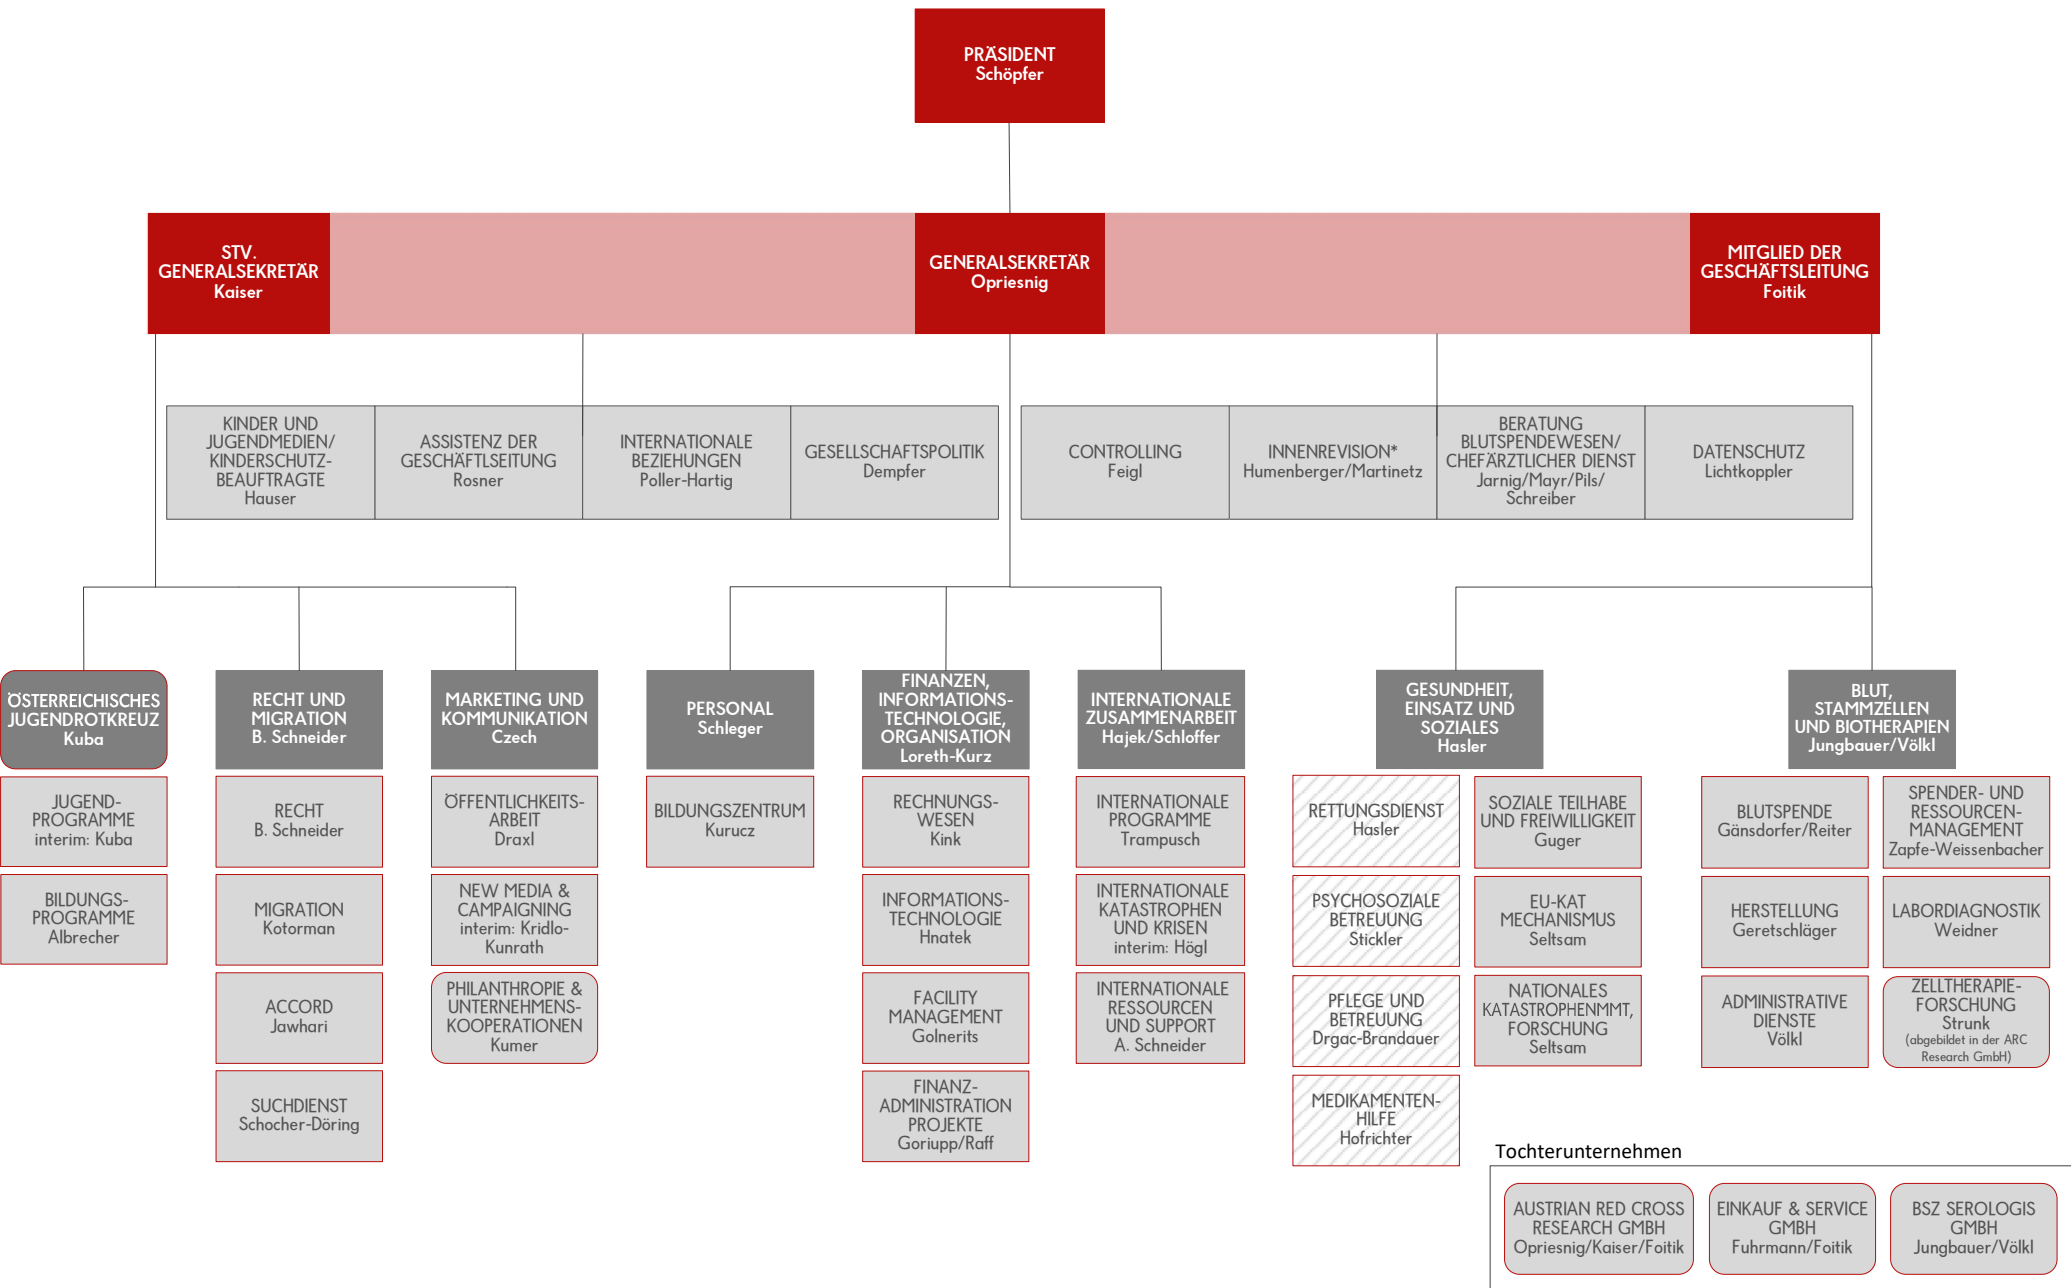 PRÄSIDENT
Schöpfer
STV.
GENERALSEKRETÄR
Kaiser
GENERALSEKRETÄR
Opriesnig
MITGLIED DER
GESCHÄFTSLEITUNG
Foitik
KINDER UND
JUGENDMEDIEN/
KINDERSCHUTZ-
BEAUFTRAGTE
Hauser
ASSISTENZ DER
GESCHÄFTLSEITUNG
Rosner
INTERNATIONALE
BEZIEHUNGEN
Poller-Hartig
GESELLSCHAFTSPOLITIK
Dempfer
CONTROLLING
Feigl
INNENREVISION*
Humenberger/Martinetz
BERATUNG
BLUTSPENDEWESEN/
CHEFÄRZTLICHER DIENST
Jarnig/Mayr/Pils/
Schreiber
DATENSCHUTZ
Lichtkoppler
ÖSTERREICHISCHES
JUGENDROTKREUZ
Kuba
JUGEND-
PROGRAMME
interim: Kuba
BILDUNGS-
PROGRAMME
Albrecher
RECHT UND
MIGRATION
B. Schneider
RECHT
B. Schneider
MIGRATION
Kotorman
ACCORD
Jawhari
SUCHDIENST
Schocher-Döring
MARKETING UND
KOMMUNIKATION
Czech
ÖFFENTLICHKEITS-
ARBEIT
Draxl
NEW MEDIA &
CAMPAIGNING
interim: Kridlo-
Kunrath
PHILANTHROPIE &
UNTERNEHMENS-
KOOPERATIONEN
Kumer
PERSONAL
Schleger
BILDUNGSZENTRUM
Kurucz
FINANZEN,
INFORMATIONS-
TECHNOLOGIE,
ORGANISATION
Loreth-Kurz
RECHNUNGS-
WESEN
Kink
INFORMATIONS-
TECHNOLOGIE
Hnatek
FACILITY
MANAGEMENT
Golnerits
FINANZ-
ADMINISTRATION
PROJEKTE
Goriupp/Raff
INTERNATIONALE
ZUSAMMENARBEIT
Hajek/Schloffer
INTERNATIONALE
PROGRAMME
Trampusch
INTERNATIONALE
KATASTROPHEN
UND KRISEN
interim: Högl
INTERNATIONALE
RESSOURCEN
UND SUPPORT
A. Schneider
GESUNDHEIT,
EINSATZ UND
SOZIALES
Hasler
RETTUNGSDIENST
Hasler
PSYCHOSOZIALE
BETREUUNG
Stickler
PFLEGE UND
BETREUUNG
Drgac-Brandauer
MEDIKAMENTEN-
HILFE
Hofrichter
SOZIALE TEILHABE
UND FREIWILLIGKEIT
Guger
EU-KAT
MECHANISMUS
Seltsam
NATIONALES
KATASTROPHENMMT,
FORSCHUNG
Seltsam
BLUT,
STAMMZELLEN
UND BIOTHERAPIEN
Jungbauer/Völkl
BLUTSPENDE
Gänsdorfer/Reiter
HERSTELLUNG
Geretschläger
ADMINISTRATIVE
DIENSTE
Völkl
SPENDER- UND
RESSOURCEN-
MANAGEMENT
Zapfe-Weissenbacher
LABORDIAGNOSTIK
Weidner
ZELLTHERAPIE-
FORSCHUNG
Strunk
(abgebildet in der ARC
Research GmbH)
Tochterunternehmen
AUSTRIAN RED CROSS
RESEARCH GMBH
Opriesnig/Kaiser/Foitik
EINKAUF & SERVICE
GMBH
Fuhrmann/Foitik
BSZ SEROLOGIS
GMBH
Jungbauer/Völkl